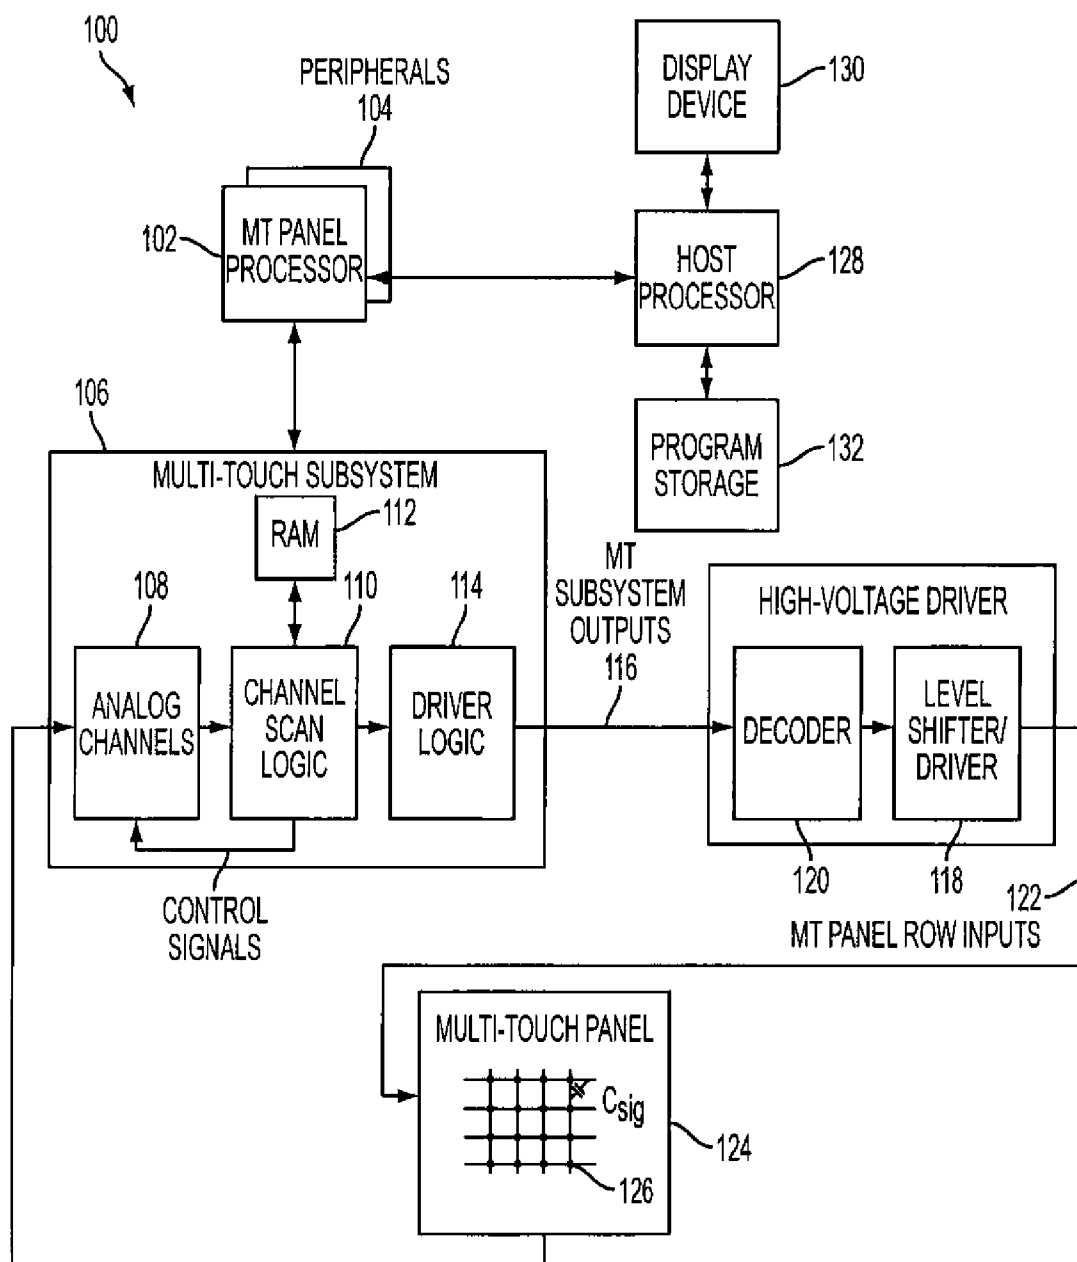 100
PERIPHERALS
104
DISPLAY
DEVICE
130
102
MT PANEL
PROCESSOR
HOST
PROCESSOR
128
106
PROGRAM
STORAGE
132
MULTI-TOUCH SUBSYSTEM
RAM
112
108
110
114
MT
SUBSYSTEM
OUTPUTS
116
HIGH-VOLTAGE DRIVER
ANALOG
CHANNELS
CHANNEL
SCAN
LOGIC
DRIVER
LOGIC
DECODER
LEVEL
SHIFTER/
DRIVER
120
118
122
CONTROL
SIGNALS
MT PANEL ROW INPUTS
MULTI-TOUCH PANEL
Csig
124
126